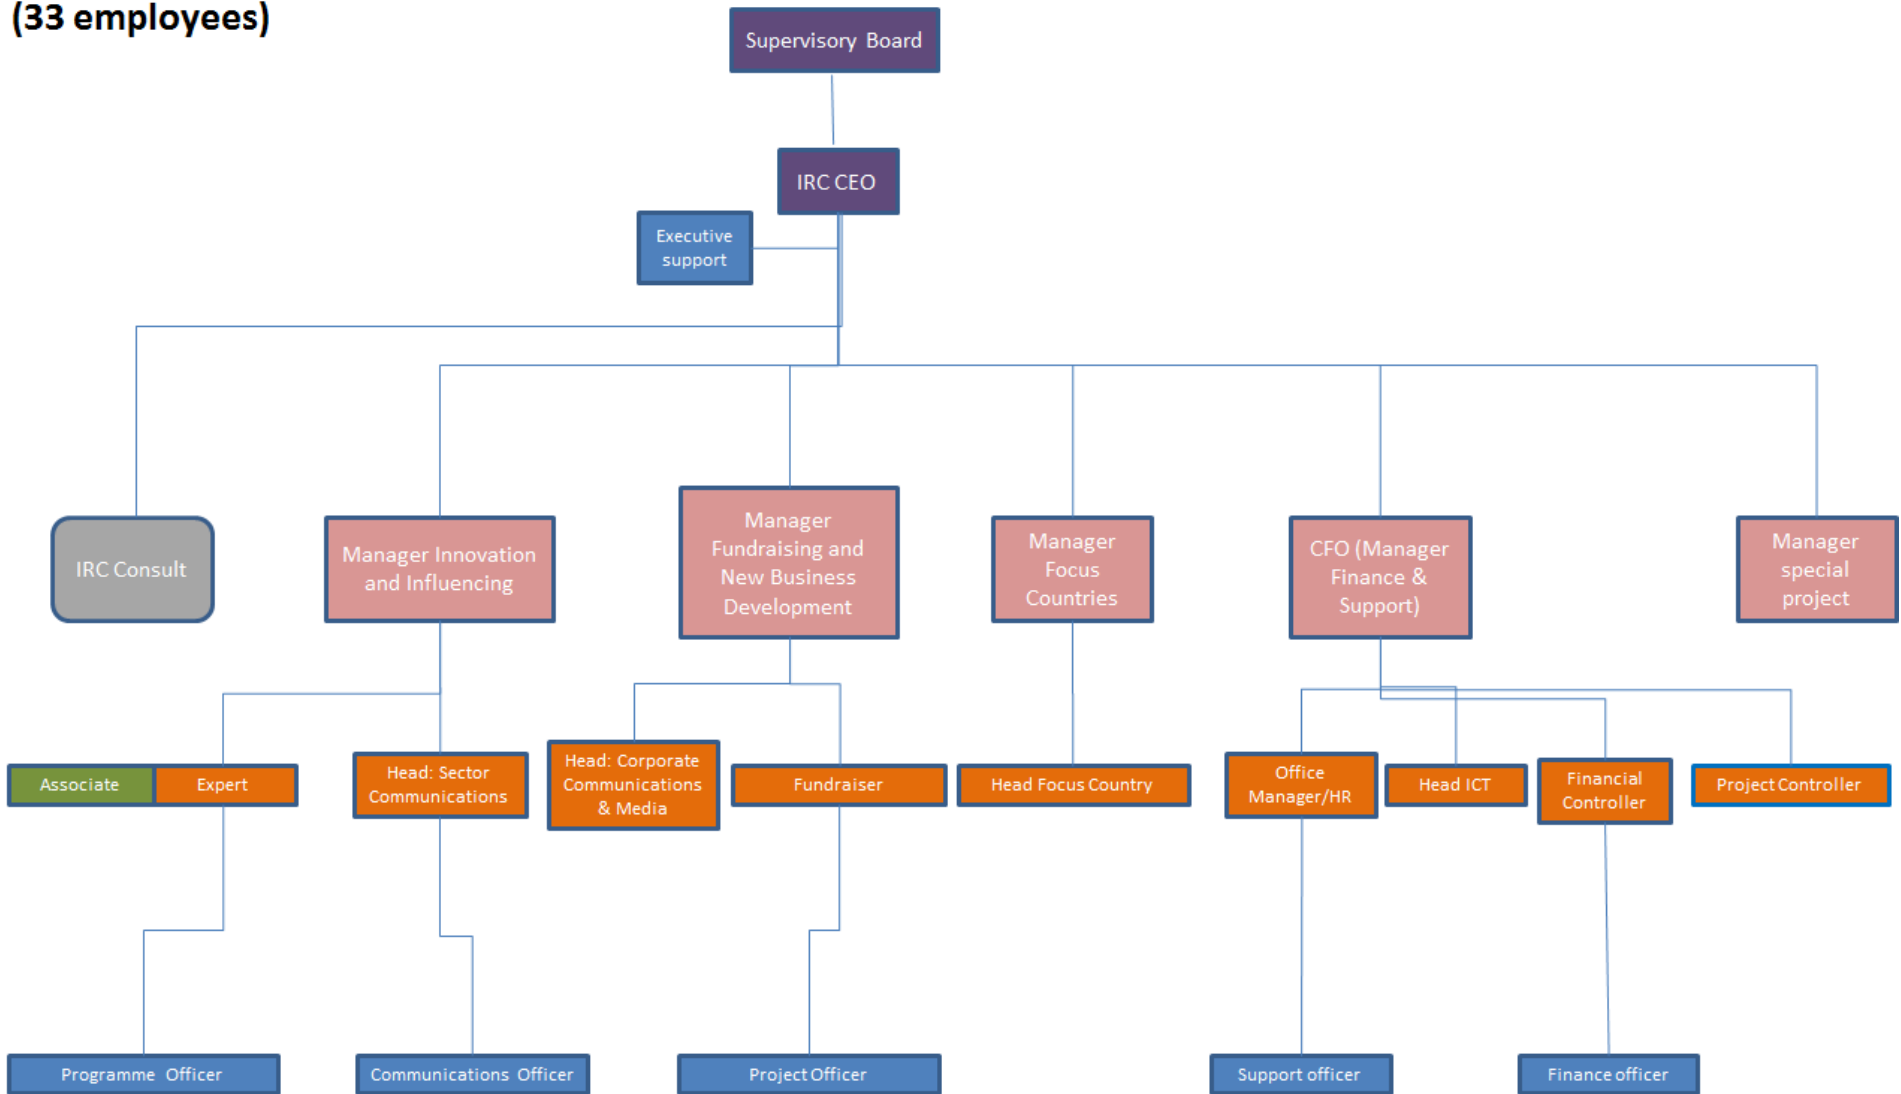 (33 employees)
Supervisory Board
IRC CEO
Executive
support
IRC Consult
Manager Innovation
and Influencing
Manager
Fundraising and
New Business
Development
Manager
Focus
Countries
CFO (Manager
Finance &
Support)
Manager
special
project
Associate
Expert
Head: Sector
Communications
Head: Corporate
Communications
& Media
Fundraiser
Head Focus Country
Office
Manager/HR
Head ICT
Financial
Controller
Project Controller
Programme Officer
Communications Officer
Project Officer
Support officer
Finance officer